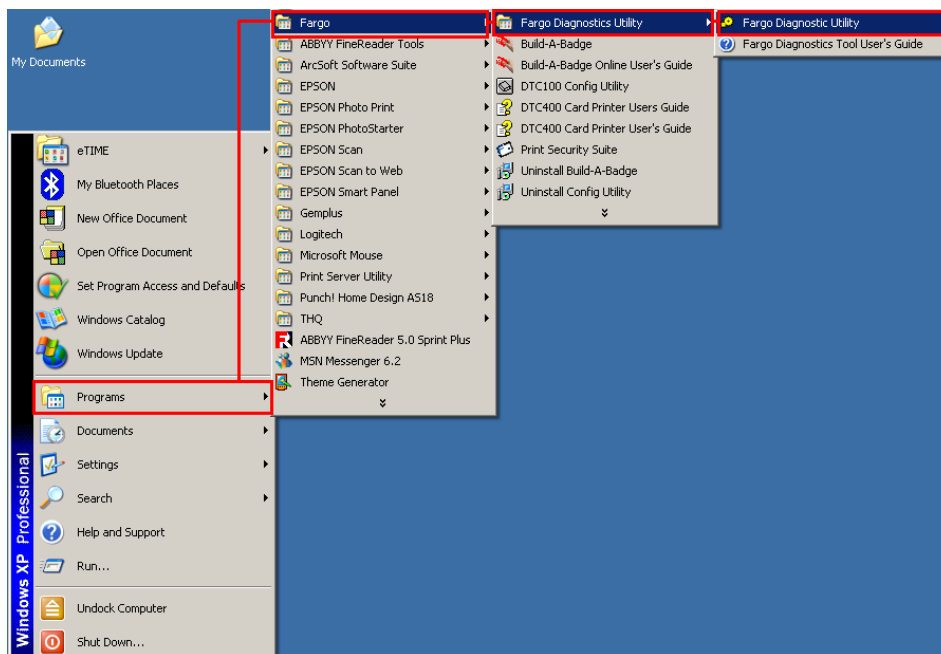 My Documents
eTIME
My Bluetooth Places
New Office Document
Open Office Document
Set Program Access and Defaults
Windows Catalog
Windows Update
Programs
Documents
Settings
Search
Help and Support
Run...
Undock Computer
Shut Down...
Windows XP Professional
Fargo
ABBYY FineReader Tools
ArcSoft Software Suite
EPSON
EPSON Photo Print
EPSON PhotoStarter
EPSON Scan
EPSON Scan to Web
EPSON Smart Panel
Gemplus
Logitech
Microsoft Mouse
Print Server Utility
Punch! Home Design AS18
THQ
ABBYY FineReader 5.0 Sprint Plus
MSN Messenger 6.2
Theme Generator
Fargo Diagnostics Utility
Build-A-Badge
Build-A-Badge Online User's Guide
DTC100 Config Utility
DTC400 Card Printer Users Guide
DTC400 Card Printer User's Guide
Print Security Suite
Uninstall Build-A-Badge
Uninstall Config Utility
Fargo Diagnostic Utility
Fargo Diagnostics Tool User's Guide